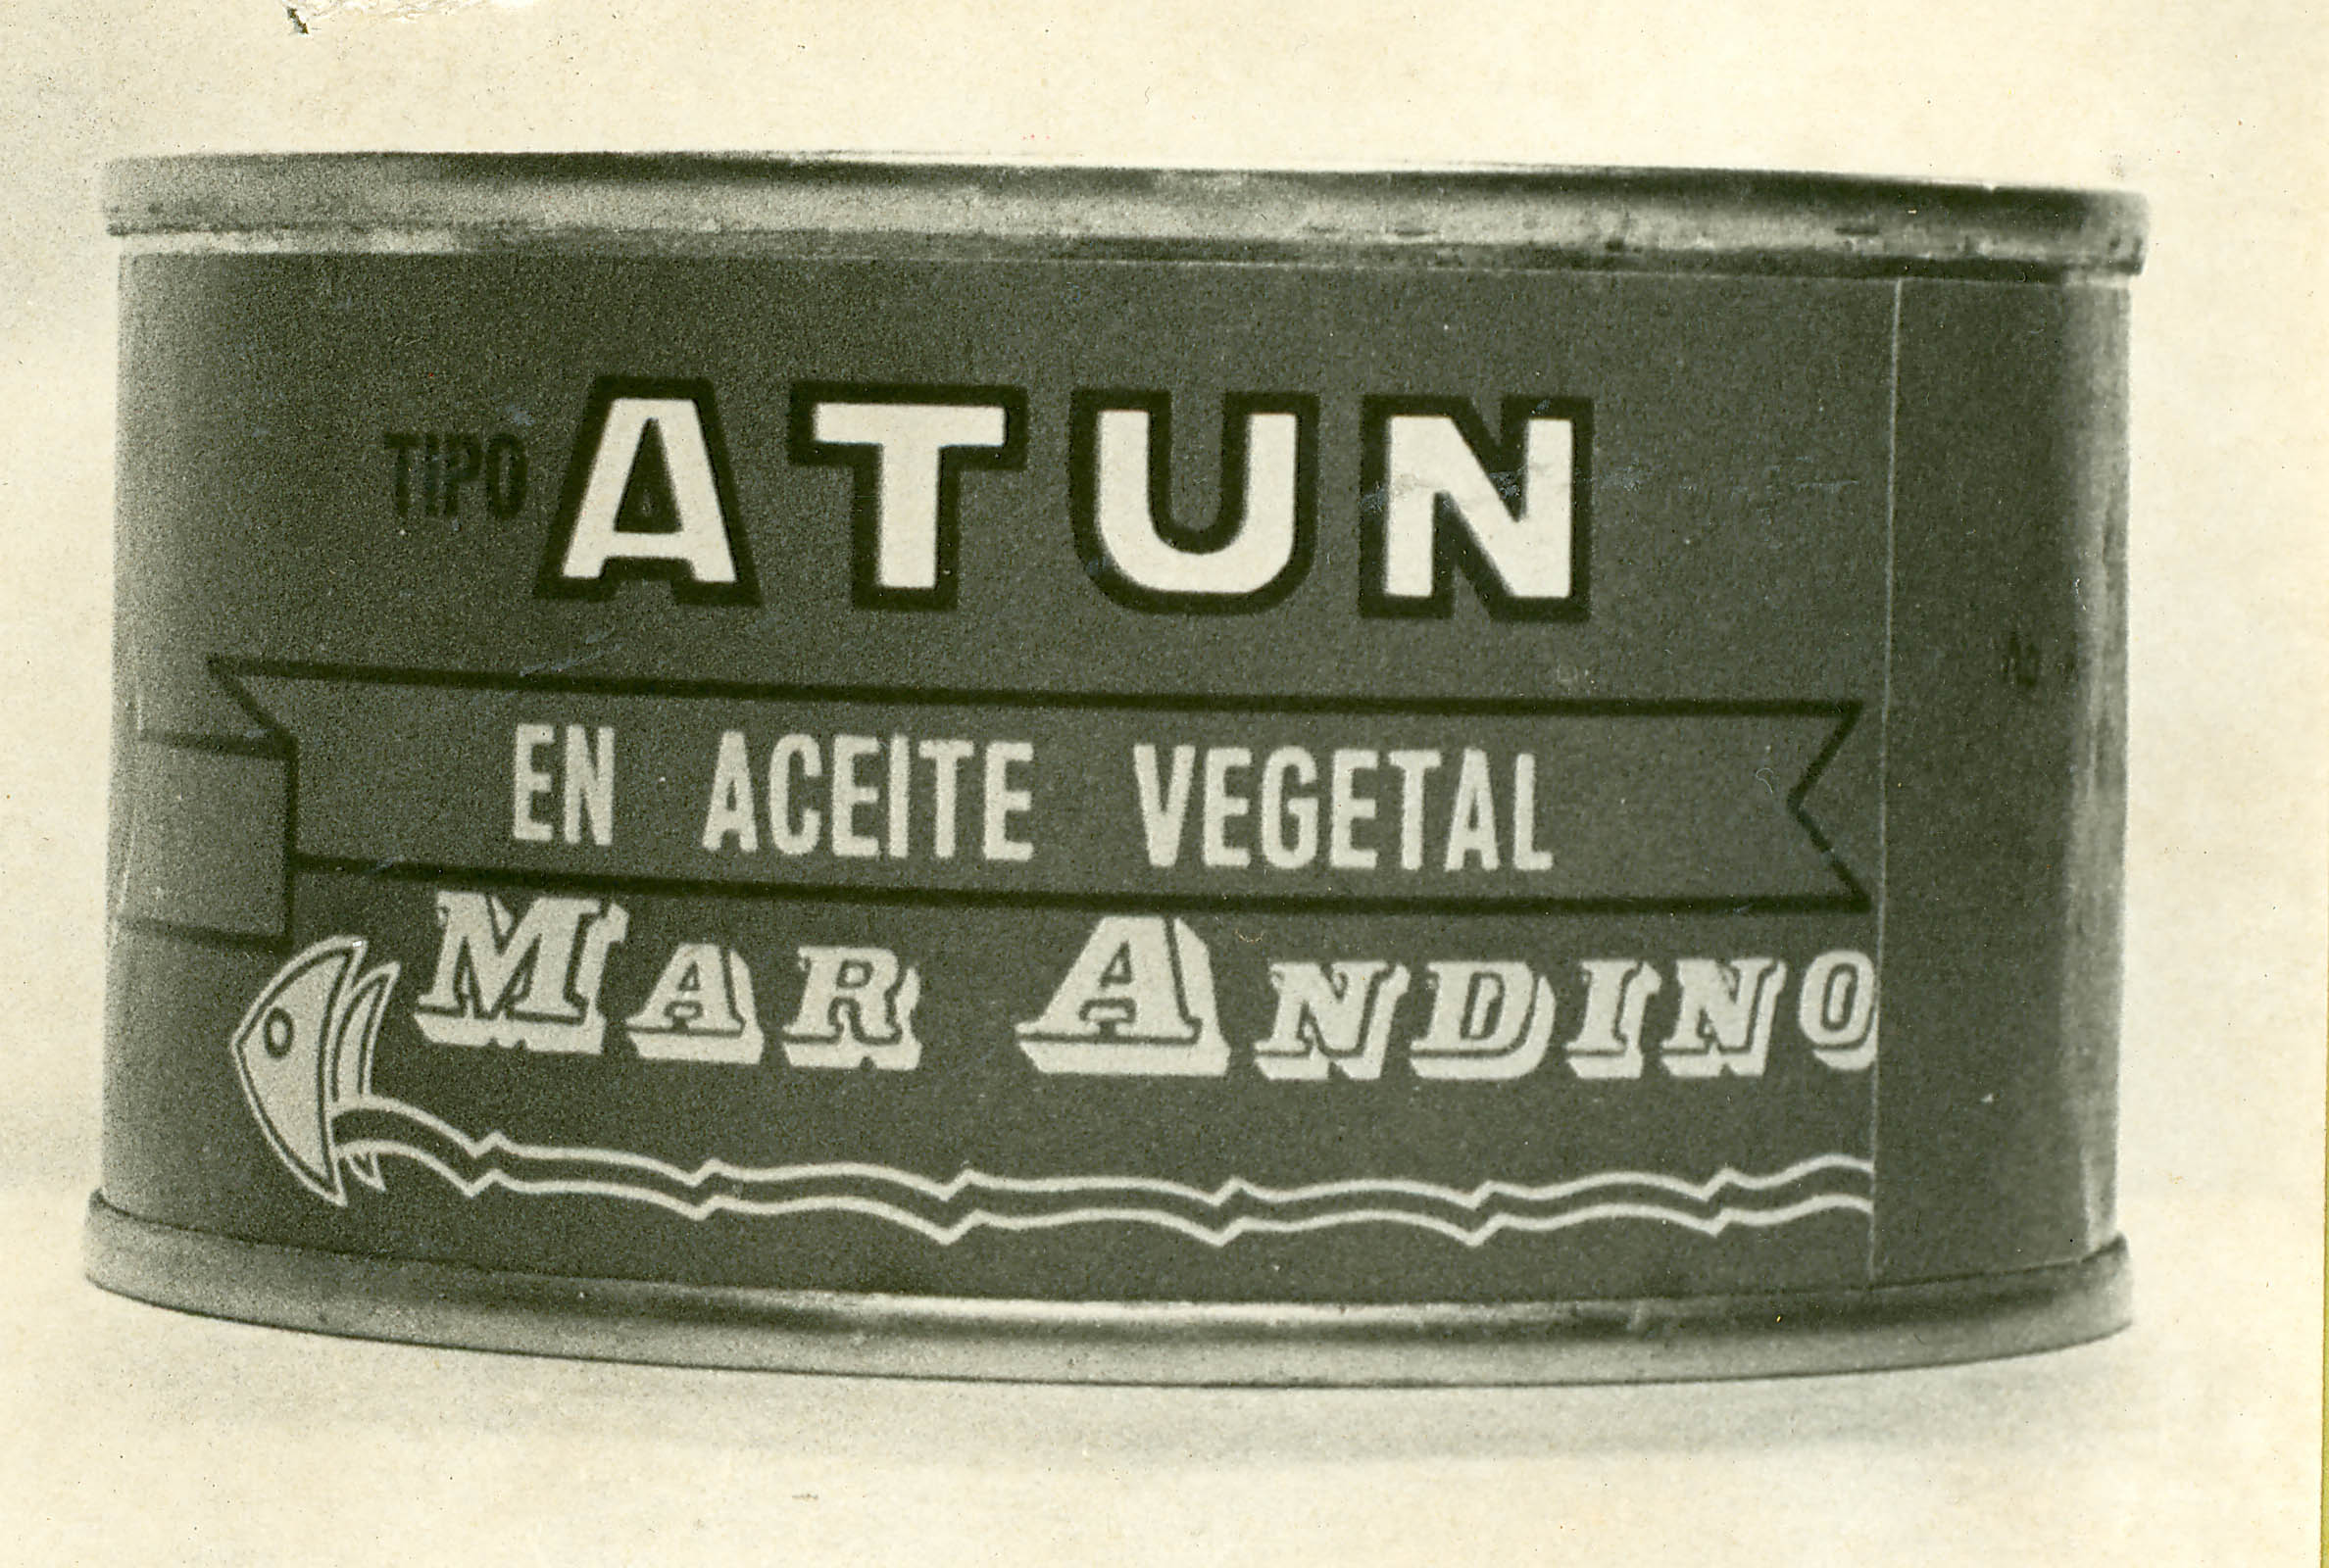 TIPO ATUN
EN ACEITE VEGETAL
MAR ANDINO